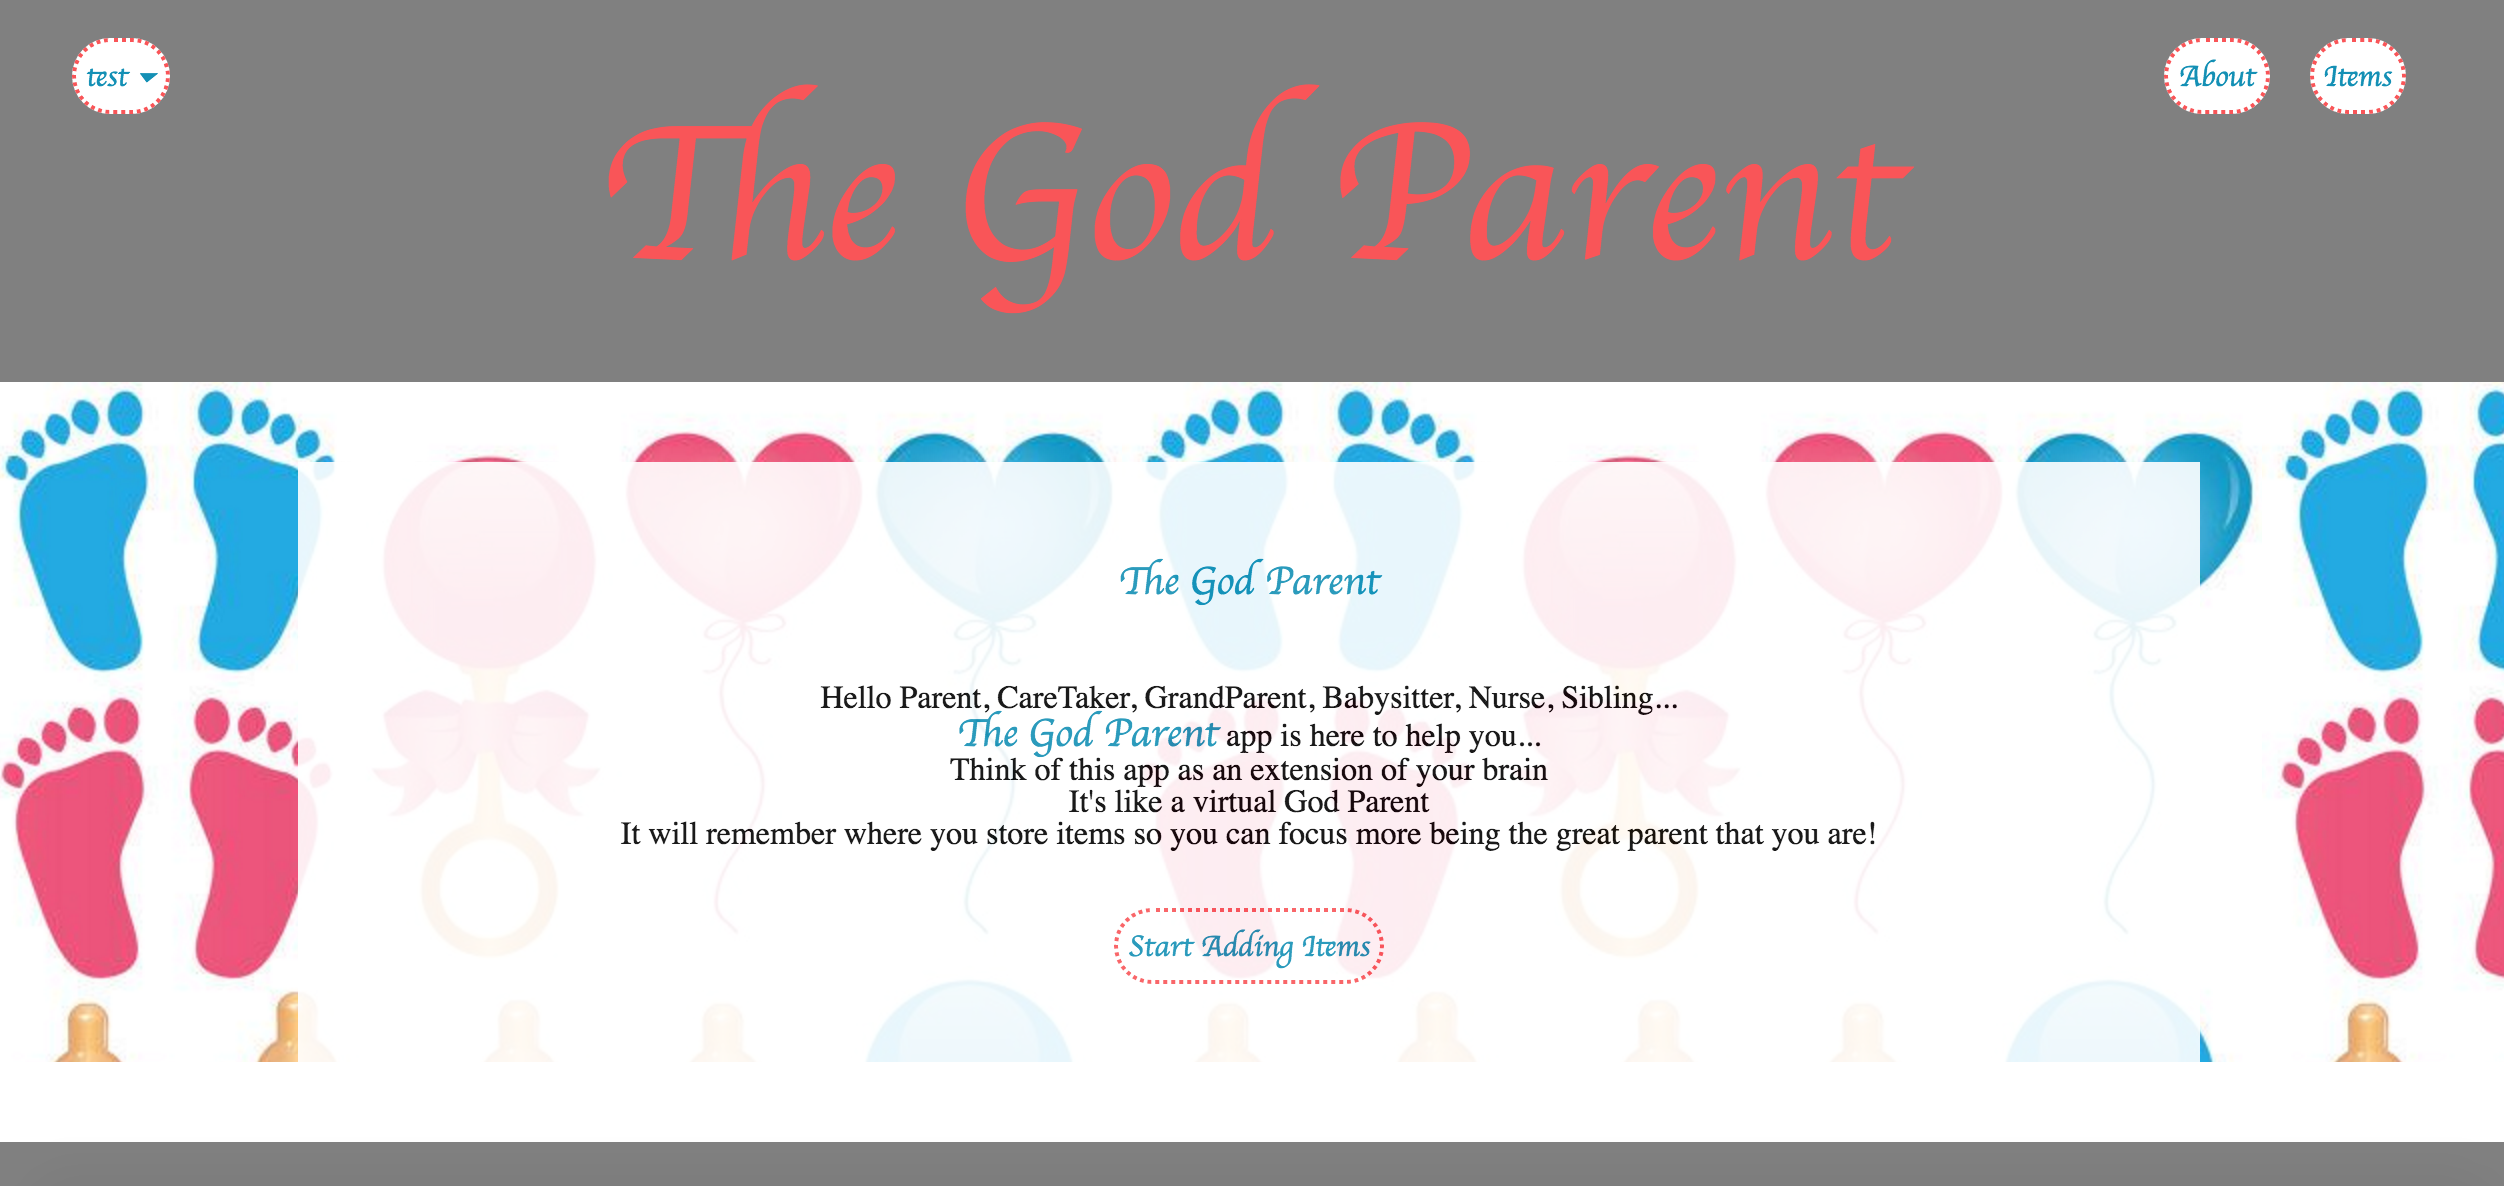 test
About
Items
The God Parent
The God Parent
Hello Parent, CareTaker, GrandParent, Babysitter, Nurse, Sibling...
The God Parent app is here to help you...
Think of this app as an extension of your brain
It's like a virtual God Parent
It will remember where you store items so you can focus more being the great parent that you are!
Start Adding Items